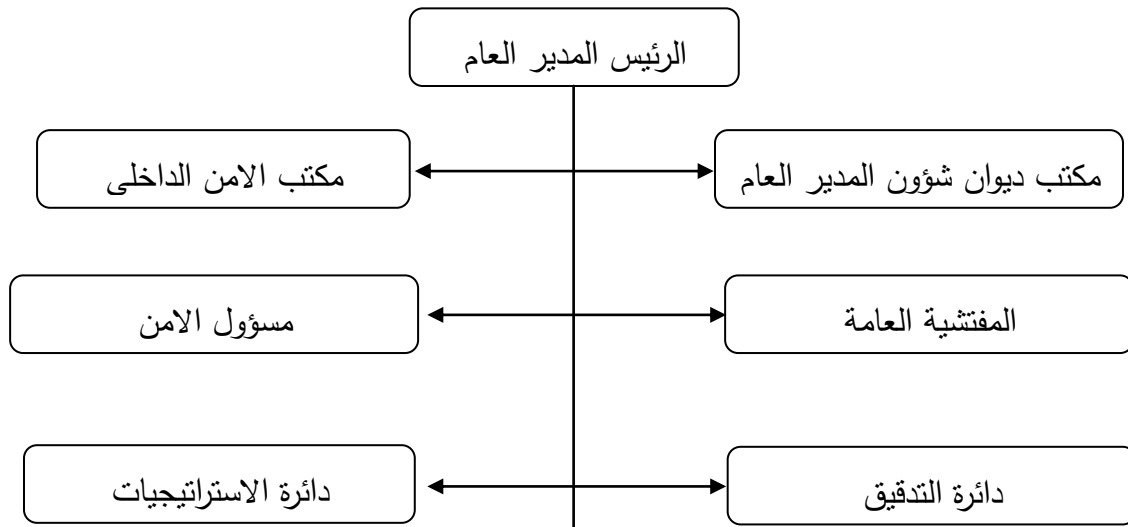 الرئيس المدير العام
مكتب ديوان شؤون المدير العام
مكتب الامن الداخلى
المفتشية العامة
مسؤول الامن
دائرة التدقيق
دائرة الاستراتيجيات